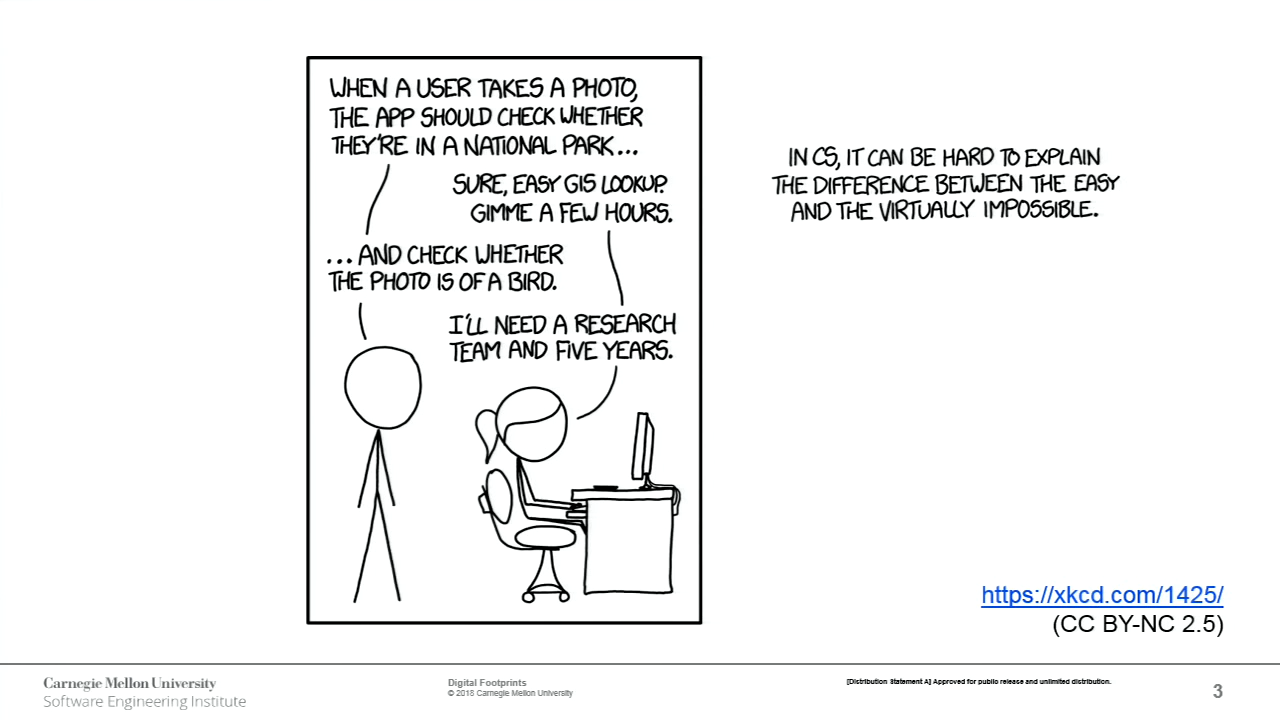 WHEN A USER TAKES A PHOTO,
THE APP SHOULD CHECK WHETHER
THEY'RE IN A NATIONAL PARK...
SURE, EASY GIS LOOKUP.
GIMME A FEW HOURS.
...AND CHECK WHETHER
THE PHOTO IS OF A BIRD.
I'LL NEED A RESEARCH
TEAM AND FIVE YEARS.
IN CS, IT CAN BE HARD TO EXPLAIN
THE DIFFERENCE BETWEEN THE EASY
AND THE VIRTUALLY IMPOSSIBLE.
https://xkcd.com/1425/
(CC BY-NC 2.5)
Carnegie Mellon University
Software Engineering Institute
Digital Footprints
© 2018 Carnegie Mellon University
[Distribution Statement A] Approved for public release and unlimited distribution.
3